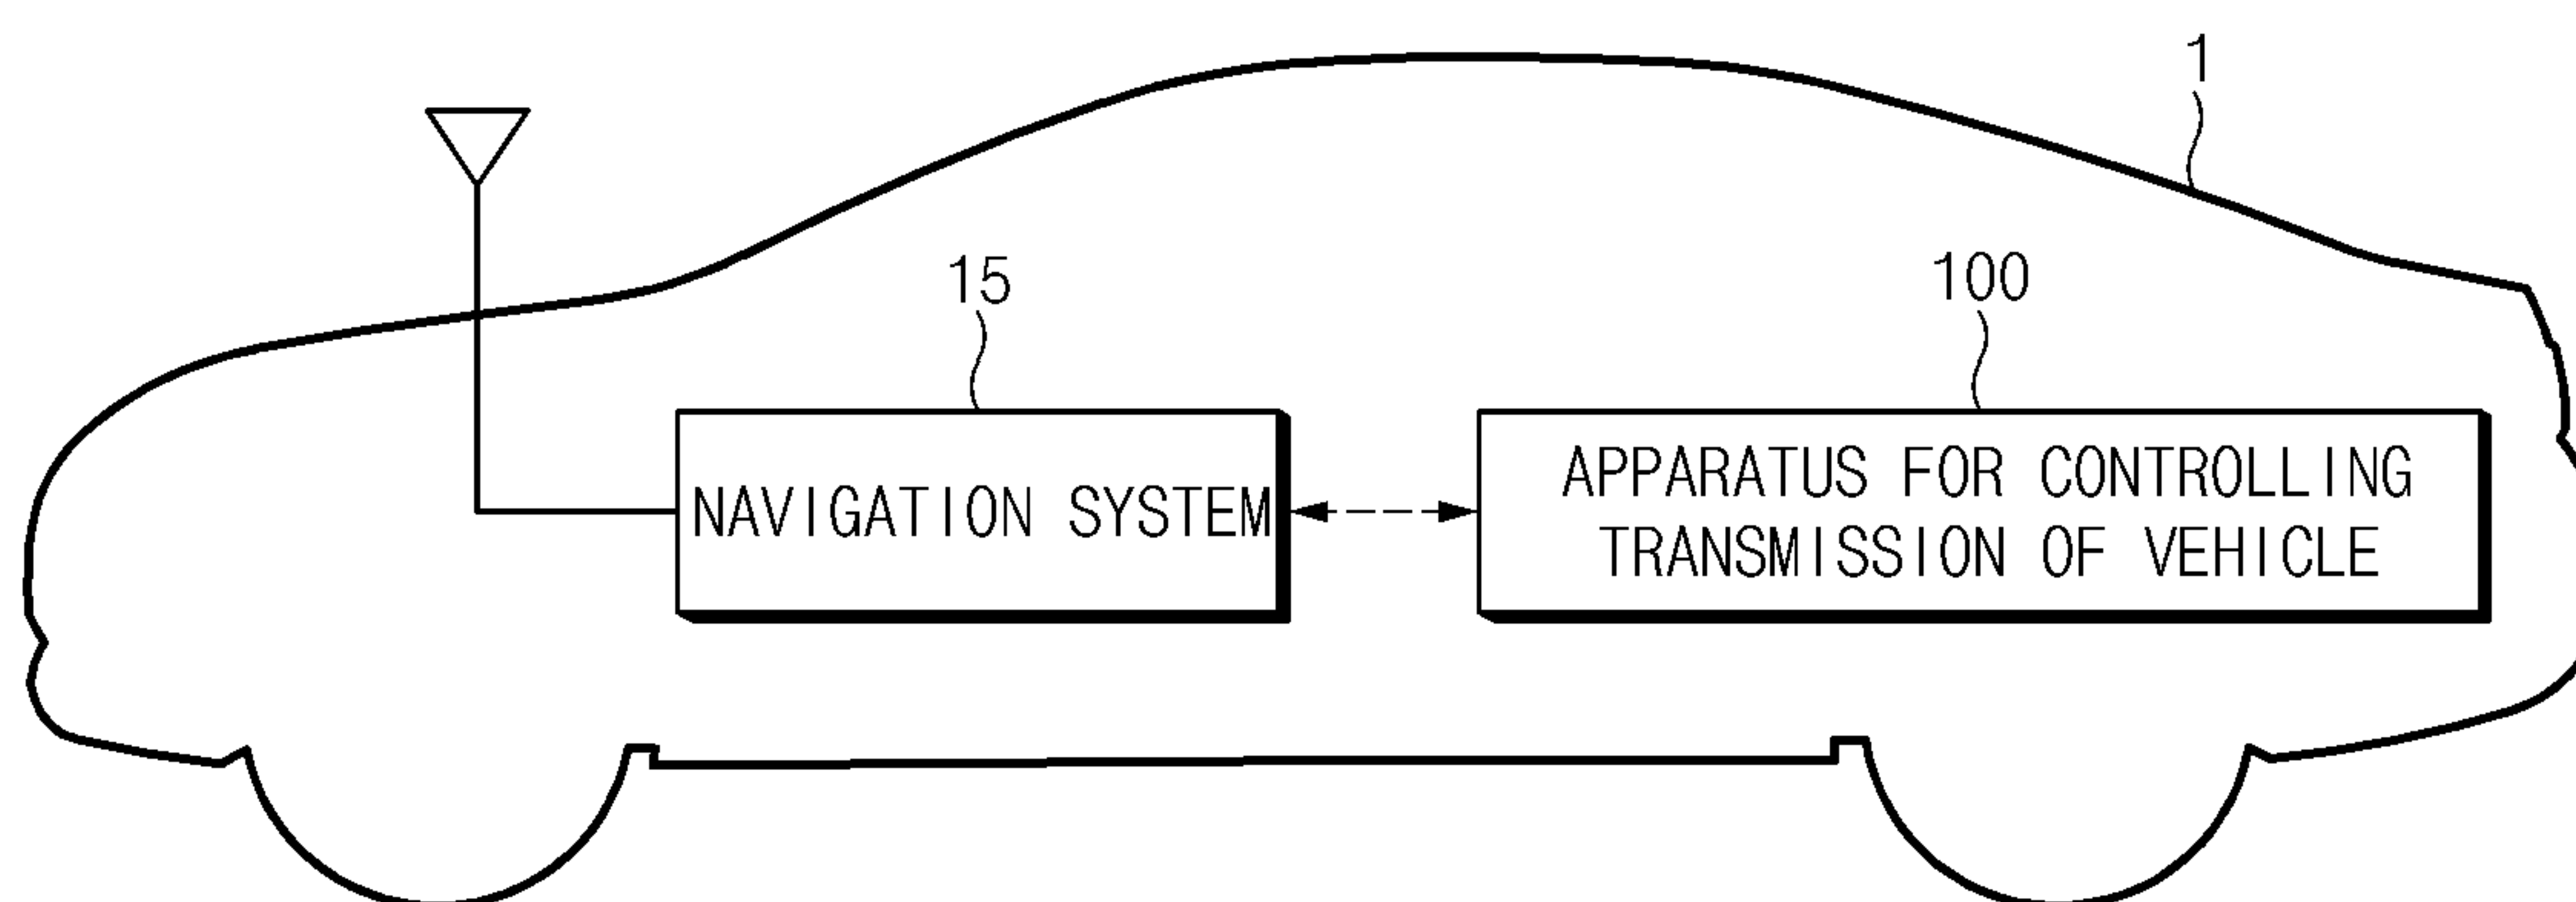 1
15
100
NAVIGATION SYSTEM
APPARATUS FOR CONTROLLING
TRANSMISSION OF VEHICLE